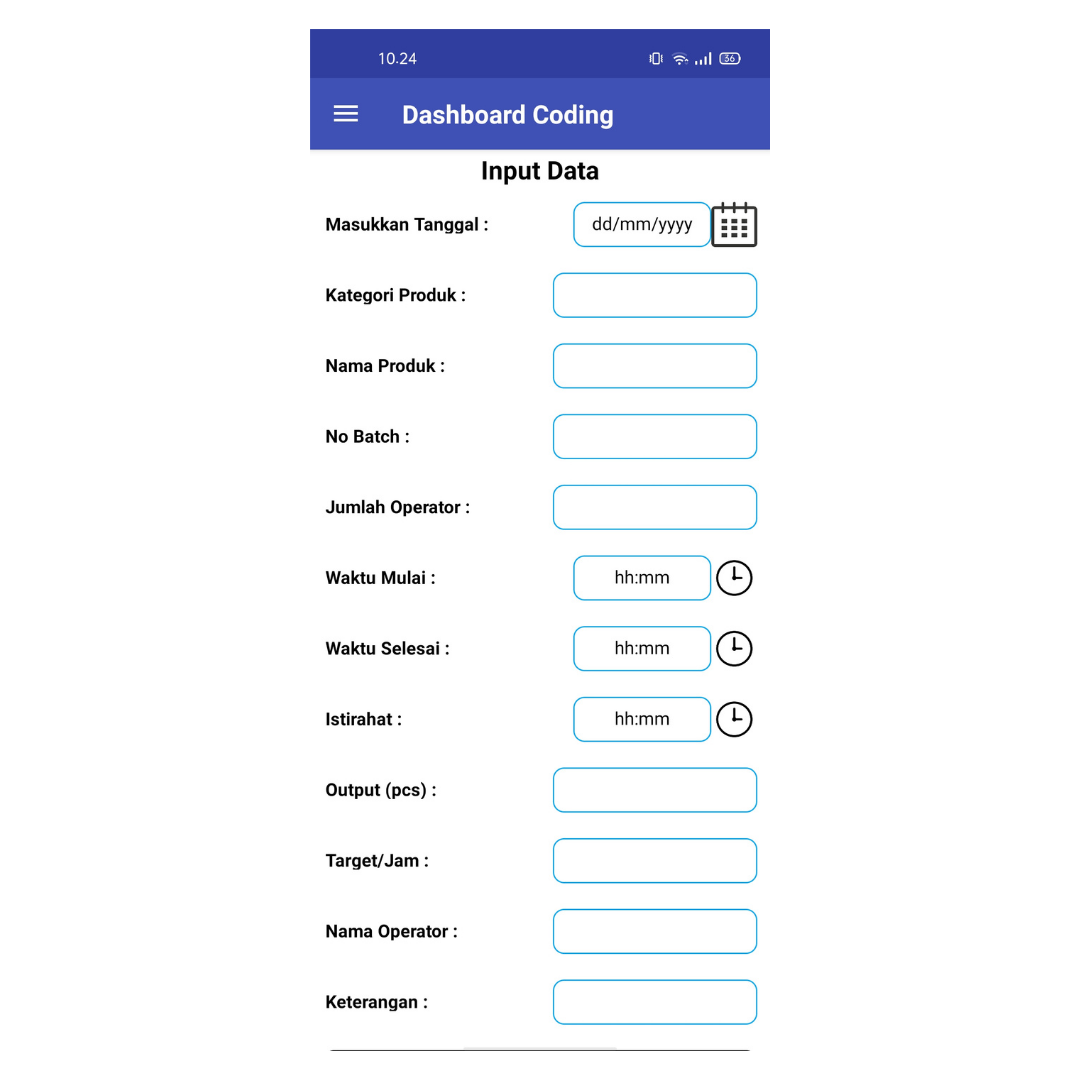 10.24
36
Dashboard Coding
Input Data
Masukkan Tanggal : dd/mm/yyyy
Kategori Produk :
Nama Produk :
No Batch :
Jumlah Operator :
Waktu Mulai : hh:mm
Waktu Selesai : hh:mm
Istirahat : hh:mm
Output (pcs) :
Target/Jam :
Nama Operator :
Keterangan :